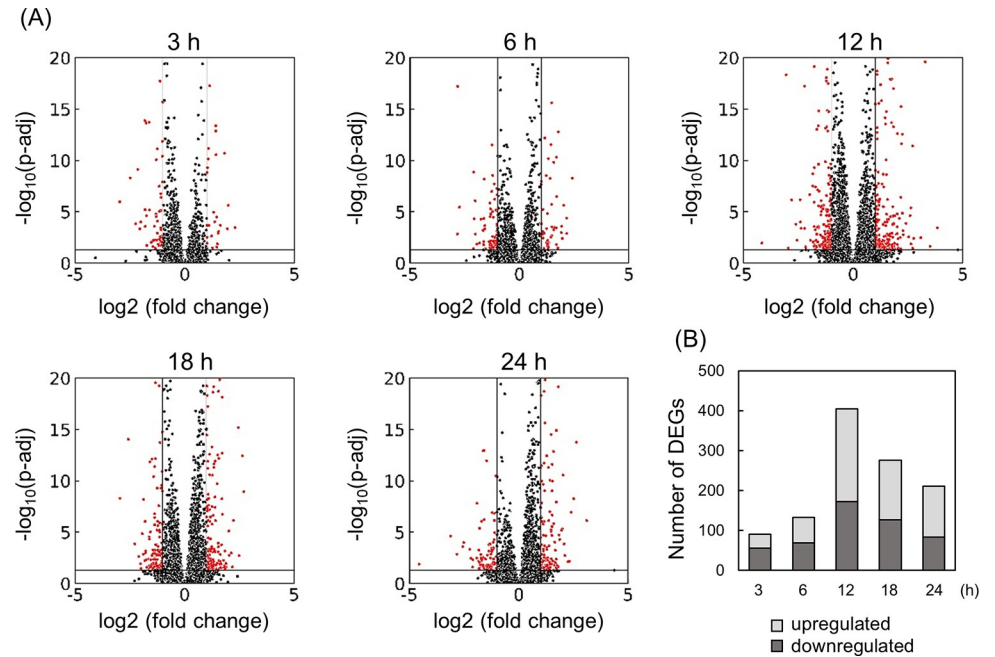 (A)
3 h
6 h
12 h
20
15
10
5
0
-log10(p-adj)
-5
0
5
log2 (fold change)
20
15
10
5
0
-log10(p-adj)
-5
0
5
log2 (fold change)
20
15
10
5
0
-log10(p-adj)
-5
0
5
log2 (fold change)
18 h
24 h
20
15
10
5
0
-log10(p-adj)
-5
0
5
log2 (fold change)
20
15
10
5
0
-log10(p-adj)
-5
0
5
log2 (fold change)
(B)
500
400
300
200
100
0
Number of DEGs
3 6 12 18 24 (h)
upregulated
downregulated